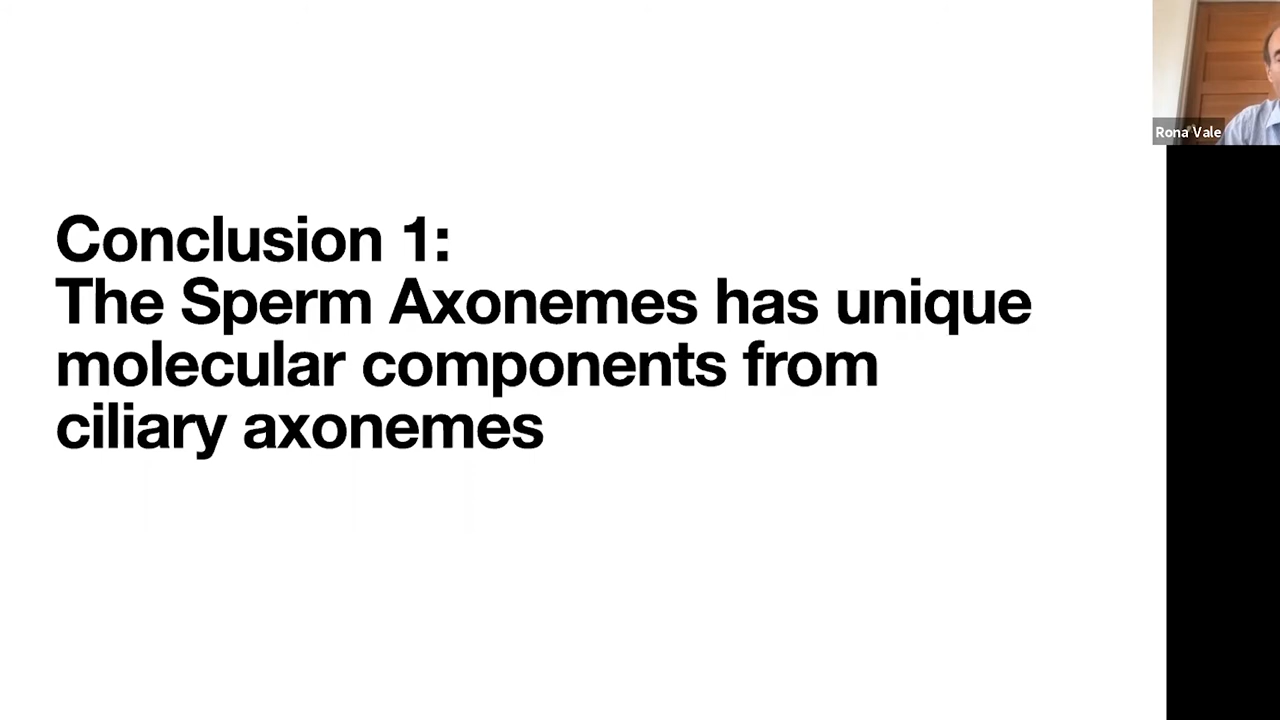 Rona Vale
Conclusion 1:
The Sperm Axonemes has unique
molecular components from
ciliary axonemes